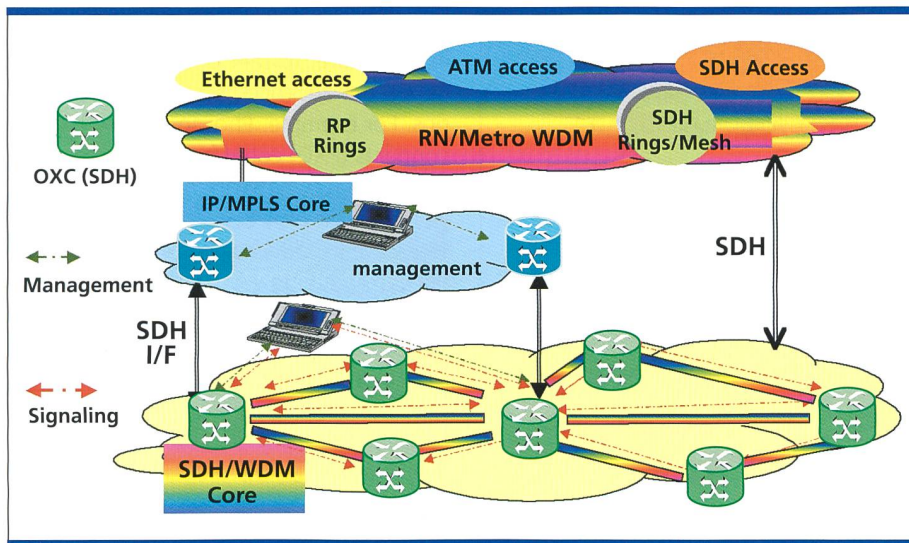 Ethernet access
ATM access
SDH Access
RP
Rings
RN/Metro WDM
SDH
Rings/Mesh
OXC (SDH)
IP/MPLS Core
SDH
Management
management
SDH
I/F
Signaling
SDH/WDM
Core